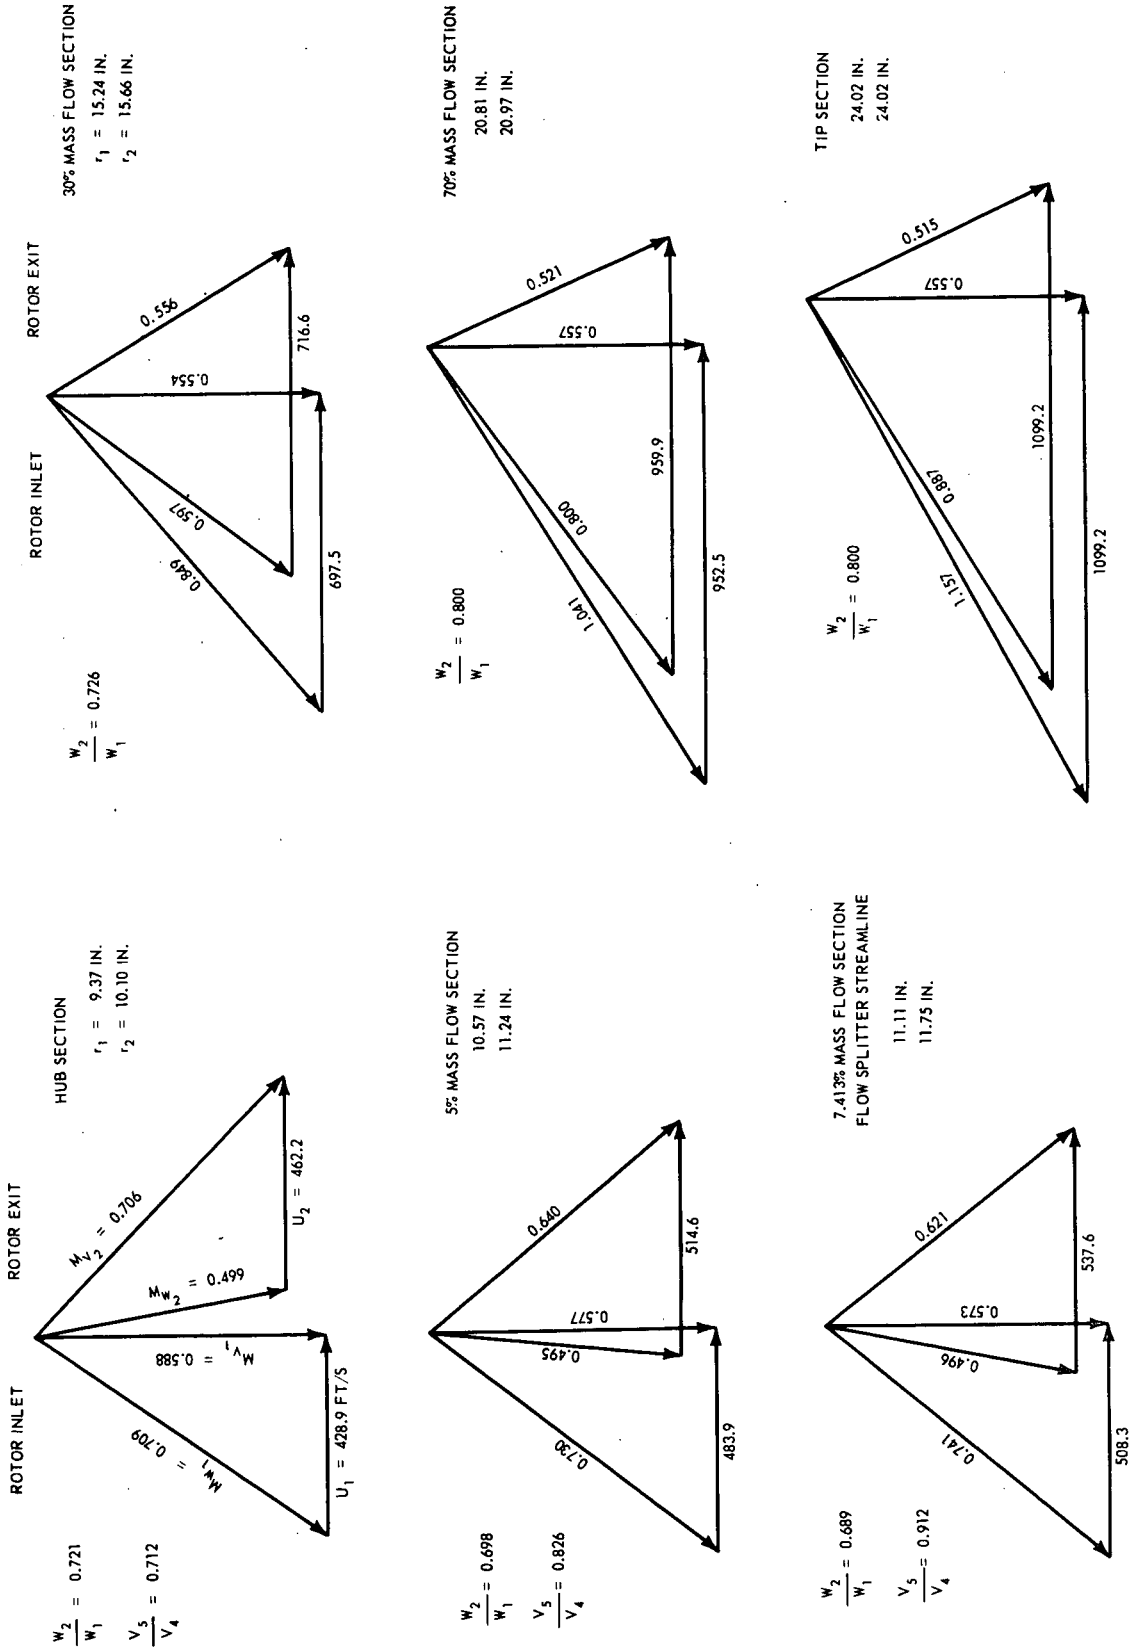 ROTOR INLET
ROTOR EXIT
HUB SECTION
r1 = 9.37 IN.
r2 = 10.10 IN.
W2/W1 = 0.721
V5/V4 = 0.712
MW1 = 0.709
MV1 = 0.588
MW2 = 0.499
MV2 = 0.706
U1 = 428.9 FT/S
U2 = 462.2
5% MASS FLOW SECTION
10.57 IN.
11.24 IN.
W2/W1 = 0.698
V5/V4 = 0.826
0.730
0.495
0.577
0.640
483.9
514.6
7.413% MASS FLOW SECTION
FLOW SPLITTER STREAMLINE
11.11 IN.
11.75 IN.
W2/W1 = 0.689
V5/V4 = 0.912
0.741
0.496
0.573
0.621
508.3
537.6
ROTOR INLET
ROTOR EXIT
30% MASS FLOW SECTION
r1 = 15.24 IN.
r2 = 15.66 IN.
W2/W1 = 0.726
0.849
0.597
0.554
0.556
697.5
716.6
70% MASS FLOW SECTION
20.81 IN.
20.97 IN.
W2/W1 = 0.800
1.041
0.800
0.557
0.521
952.5
959.9
TIP SECTION
24.02 IN.
24.02 IN.
W2/W1 = 0.800
1.157
0.887
0.557
0.515
1099.2
1099.2